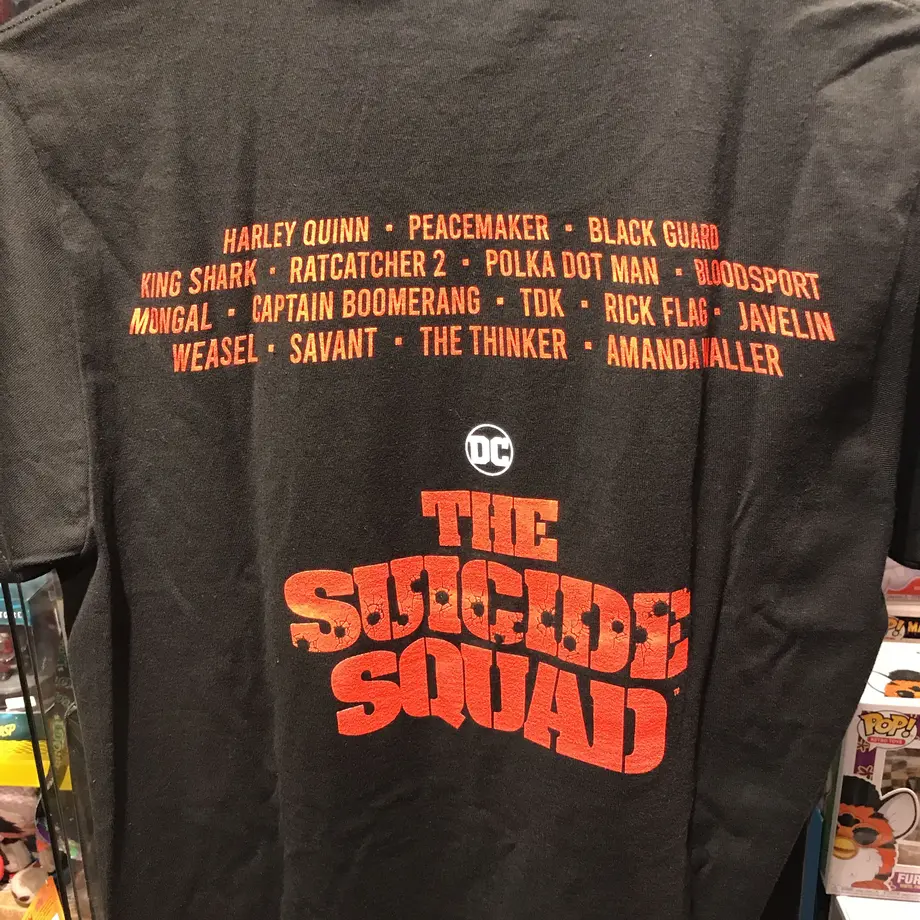 HARLEY QUINN · PEACEMAKER · BLACK GUARD
KING SHARK · RATCATCHER 2 · POLKA DOT MAN · BLOODSPORT
MONGAL · CAPTAIN BOOMERANG · TDK · RICK FLAG · JAVELIN
WEASEL · SAVANT · THE THINKER · AMANDA WALLER
DC
THE
SUICIDE
SQUAD
POP!
POP!